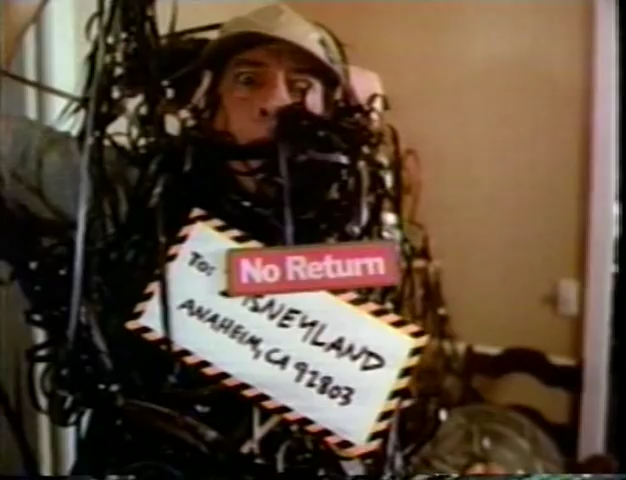 To:
No Return
ISNEYLAND
ANAHEIM, CA 92803